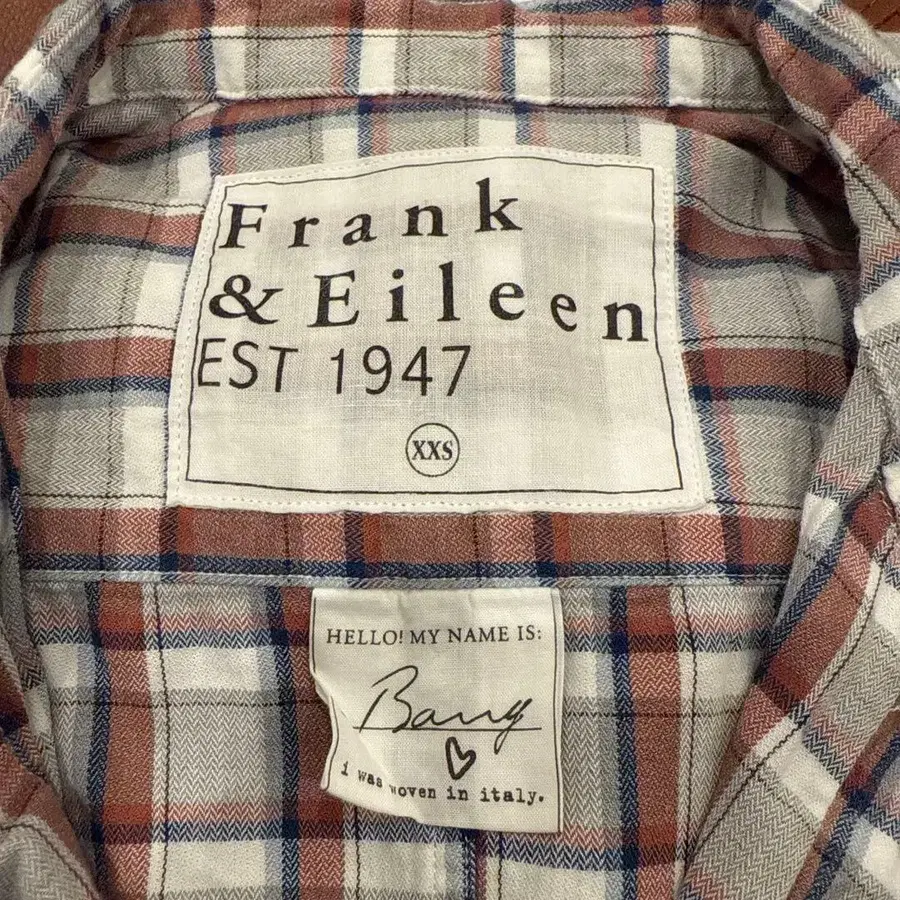 Frank
& Eileen
EST 1947
XXS
HELLO! MY NAME IS:
Barry
i was woven in italy.